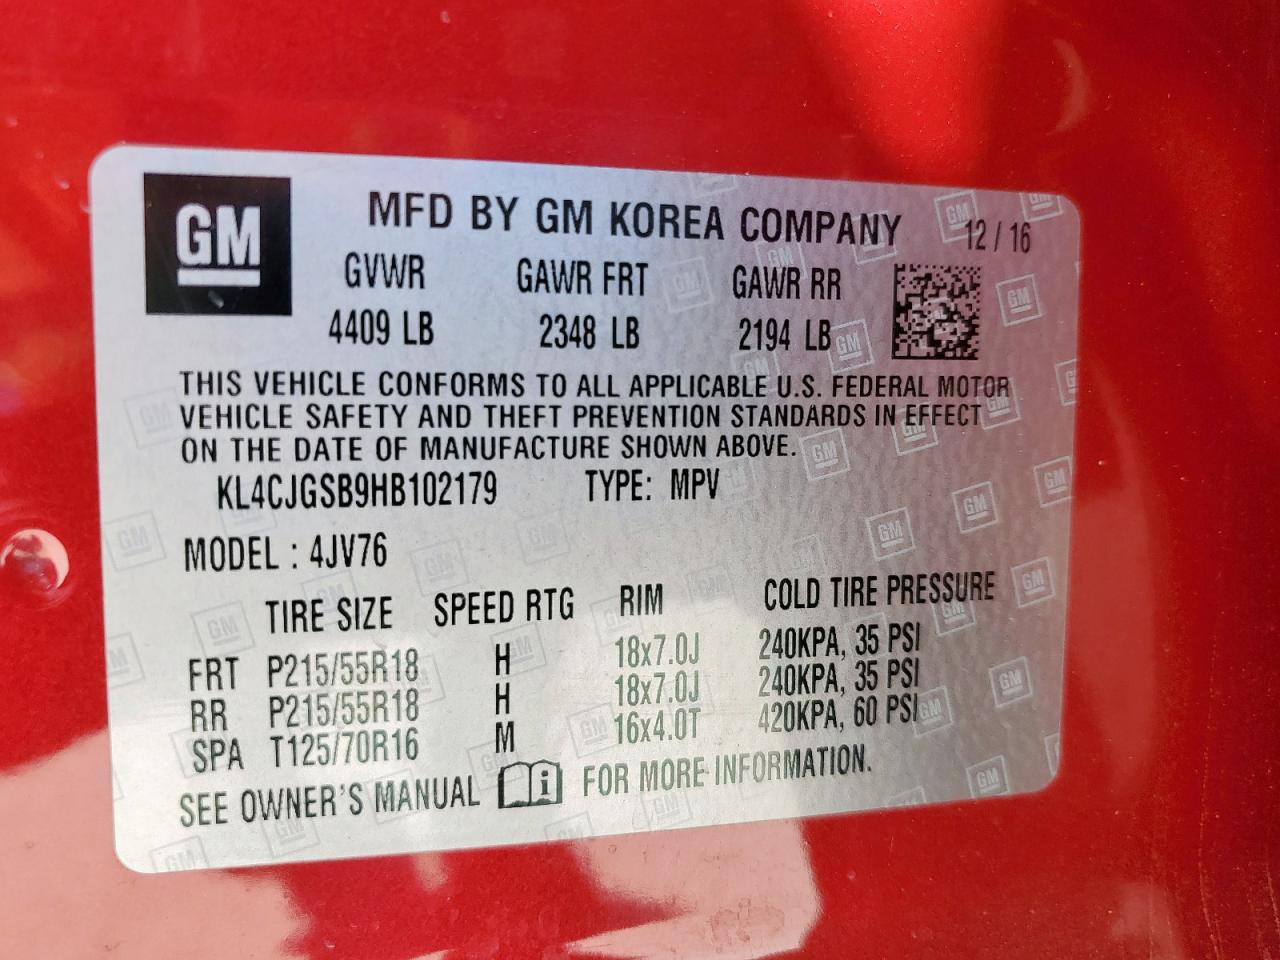 GM
MFD BY GM KOREA COMPANY 12 / 16
GVWR GAWR FRT GAWR RR
4409 LB 2348 LB 2194 LB
THIS VEHICLE CONFORMS TO ALL APPLICABLE U.S. FEDERAL MOTOR
VEHICLE SAFETY AND THEFT PREVENTION STANDARDS IN EFFECT
ON THE DATE OF MANUFACTURE SHOWN ABOVE.
KL4CJGSB9HB102179 TYPE: MPV
MODEL : 4JV76
TIRE SIZE SPEED RTG RIM COLD TIRE PRESSURE
FRT P215/55R18 H 18x7.0J 240KPA, 35 PSI
RR P215/55R18 H 18x7.0J 240KPA, 35 PSI
SPA T125/70R16 M 16x4.0T 420KPA, 60 PSI
SEE OWNER'S MANUAL i FOR MORE INFORMATION.